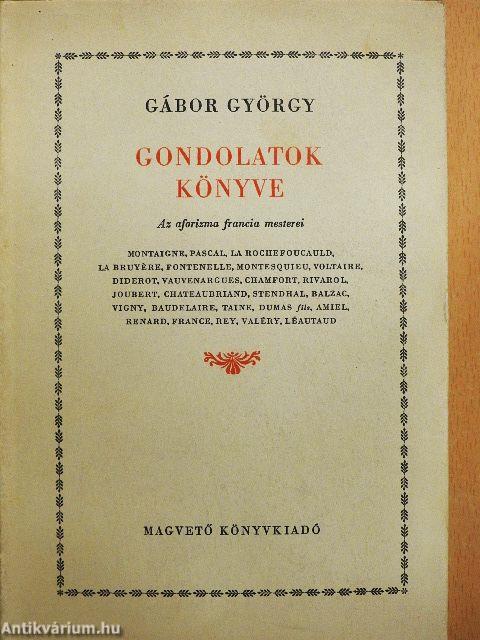 GÁBOR GYÖRGY
GONDOLATOK
KÖNYVE
Az aforizma francia mesterei
MONTAIGNE, PASCAL, LA ROCHEFOUCAULD,
LA BRUYÈRE, FONTENELLE, MONTESQUIEU, VOLTAIRE,
DIDEROT, VAUVENARGUES, CHAMFORT, RIVAROL,
JOUBERT, CHATEAUBRIAND, STENDHAL, BALZAC,
VIGNY, BAUDELAIRE, TAINE, DUMAS fils, AMIEL,
RENARD, FRANCE, REY, VALÉRY, LÉAUTAUD
MAGVETŐ KÖNYVKIADÓ
Antikvárium.hu